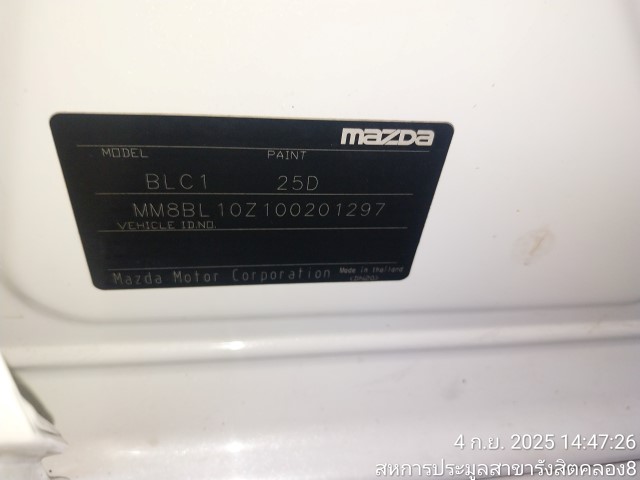 mazda
MODEL PAINT
BLC1 25D
MM8BL10Z100201297
VEHICLE ID.NO.
Mazda Motor Corporation Made in Thailand
4 ก.ย. 2025 14:47:26
สหการประมูลสาขารังสิตคลอง8